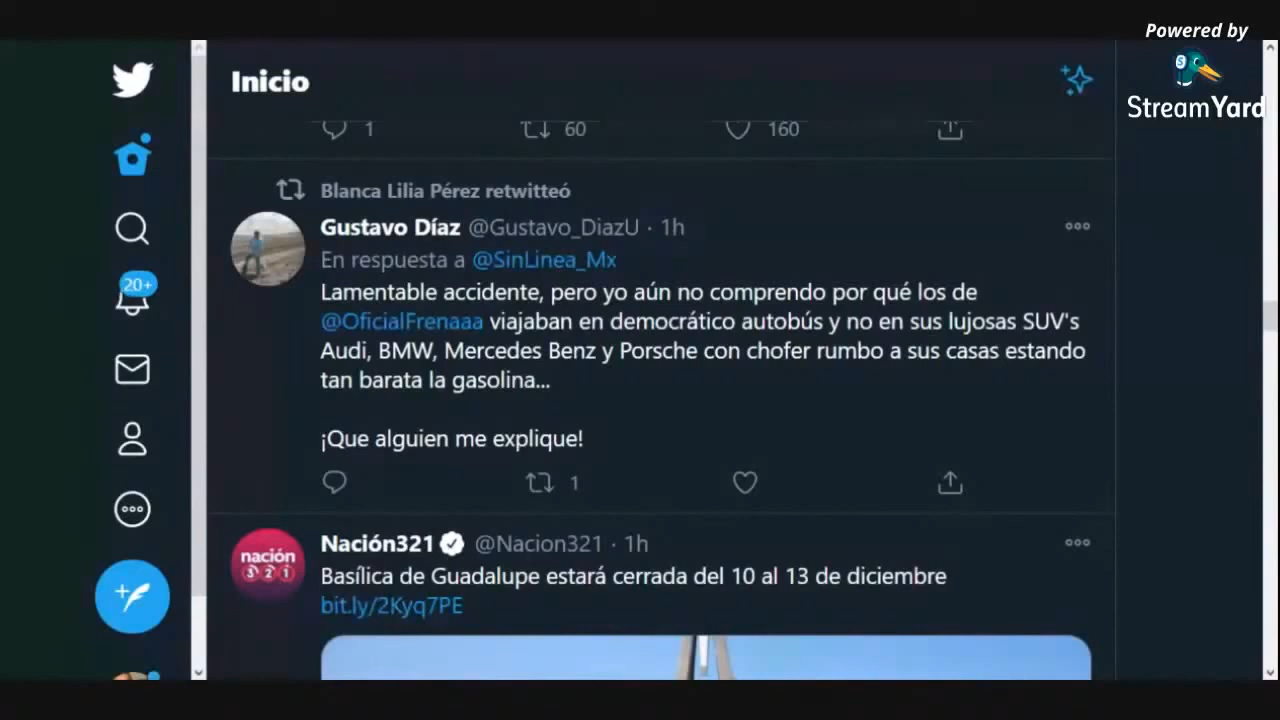 Powered by
StreamYard
Inicio
1 60 160
Blanca Lilia Pérez retwitteó
Gustavo Díaz @Gustavo_DiazU · 1h
En respuesta a @SinLinea_Mx
Lamentable accidente, pero yo aún no comprendo por qué los de
@OficialFrenaaa viajaban en democrático autobús y no en sus lujosas SUV's
Audi, BMW, Mercedes Benz y Porsche con chofer rumbo a sus casas estando
tan barata la gasolina...
¡Que alguien me explique!
1
20+
nación
321
Nación321 @Nacion321 · 1h
Basílica de Guadalupe estará cerrada del 10 al 13 de diciembre
bit.ly/2Kyq7PE